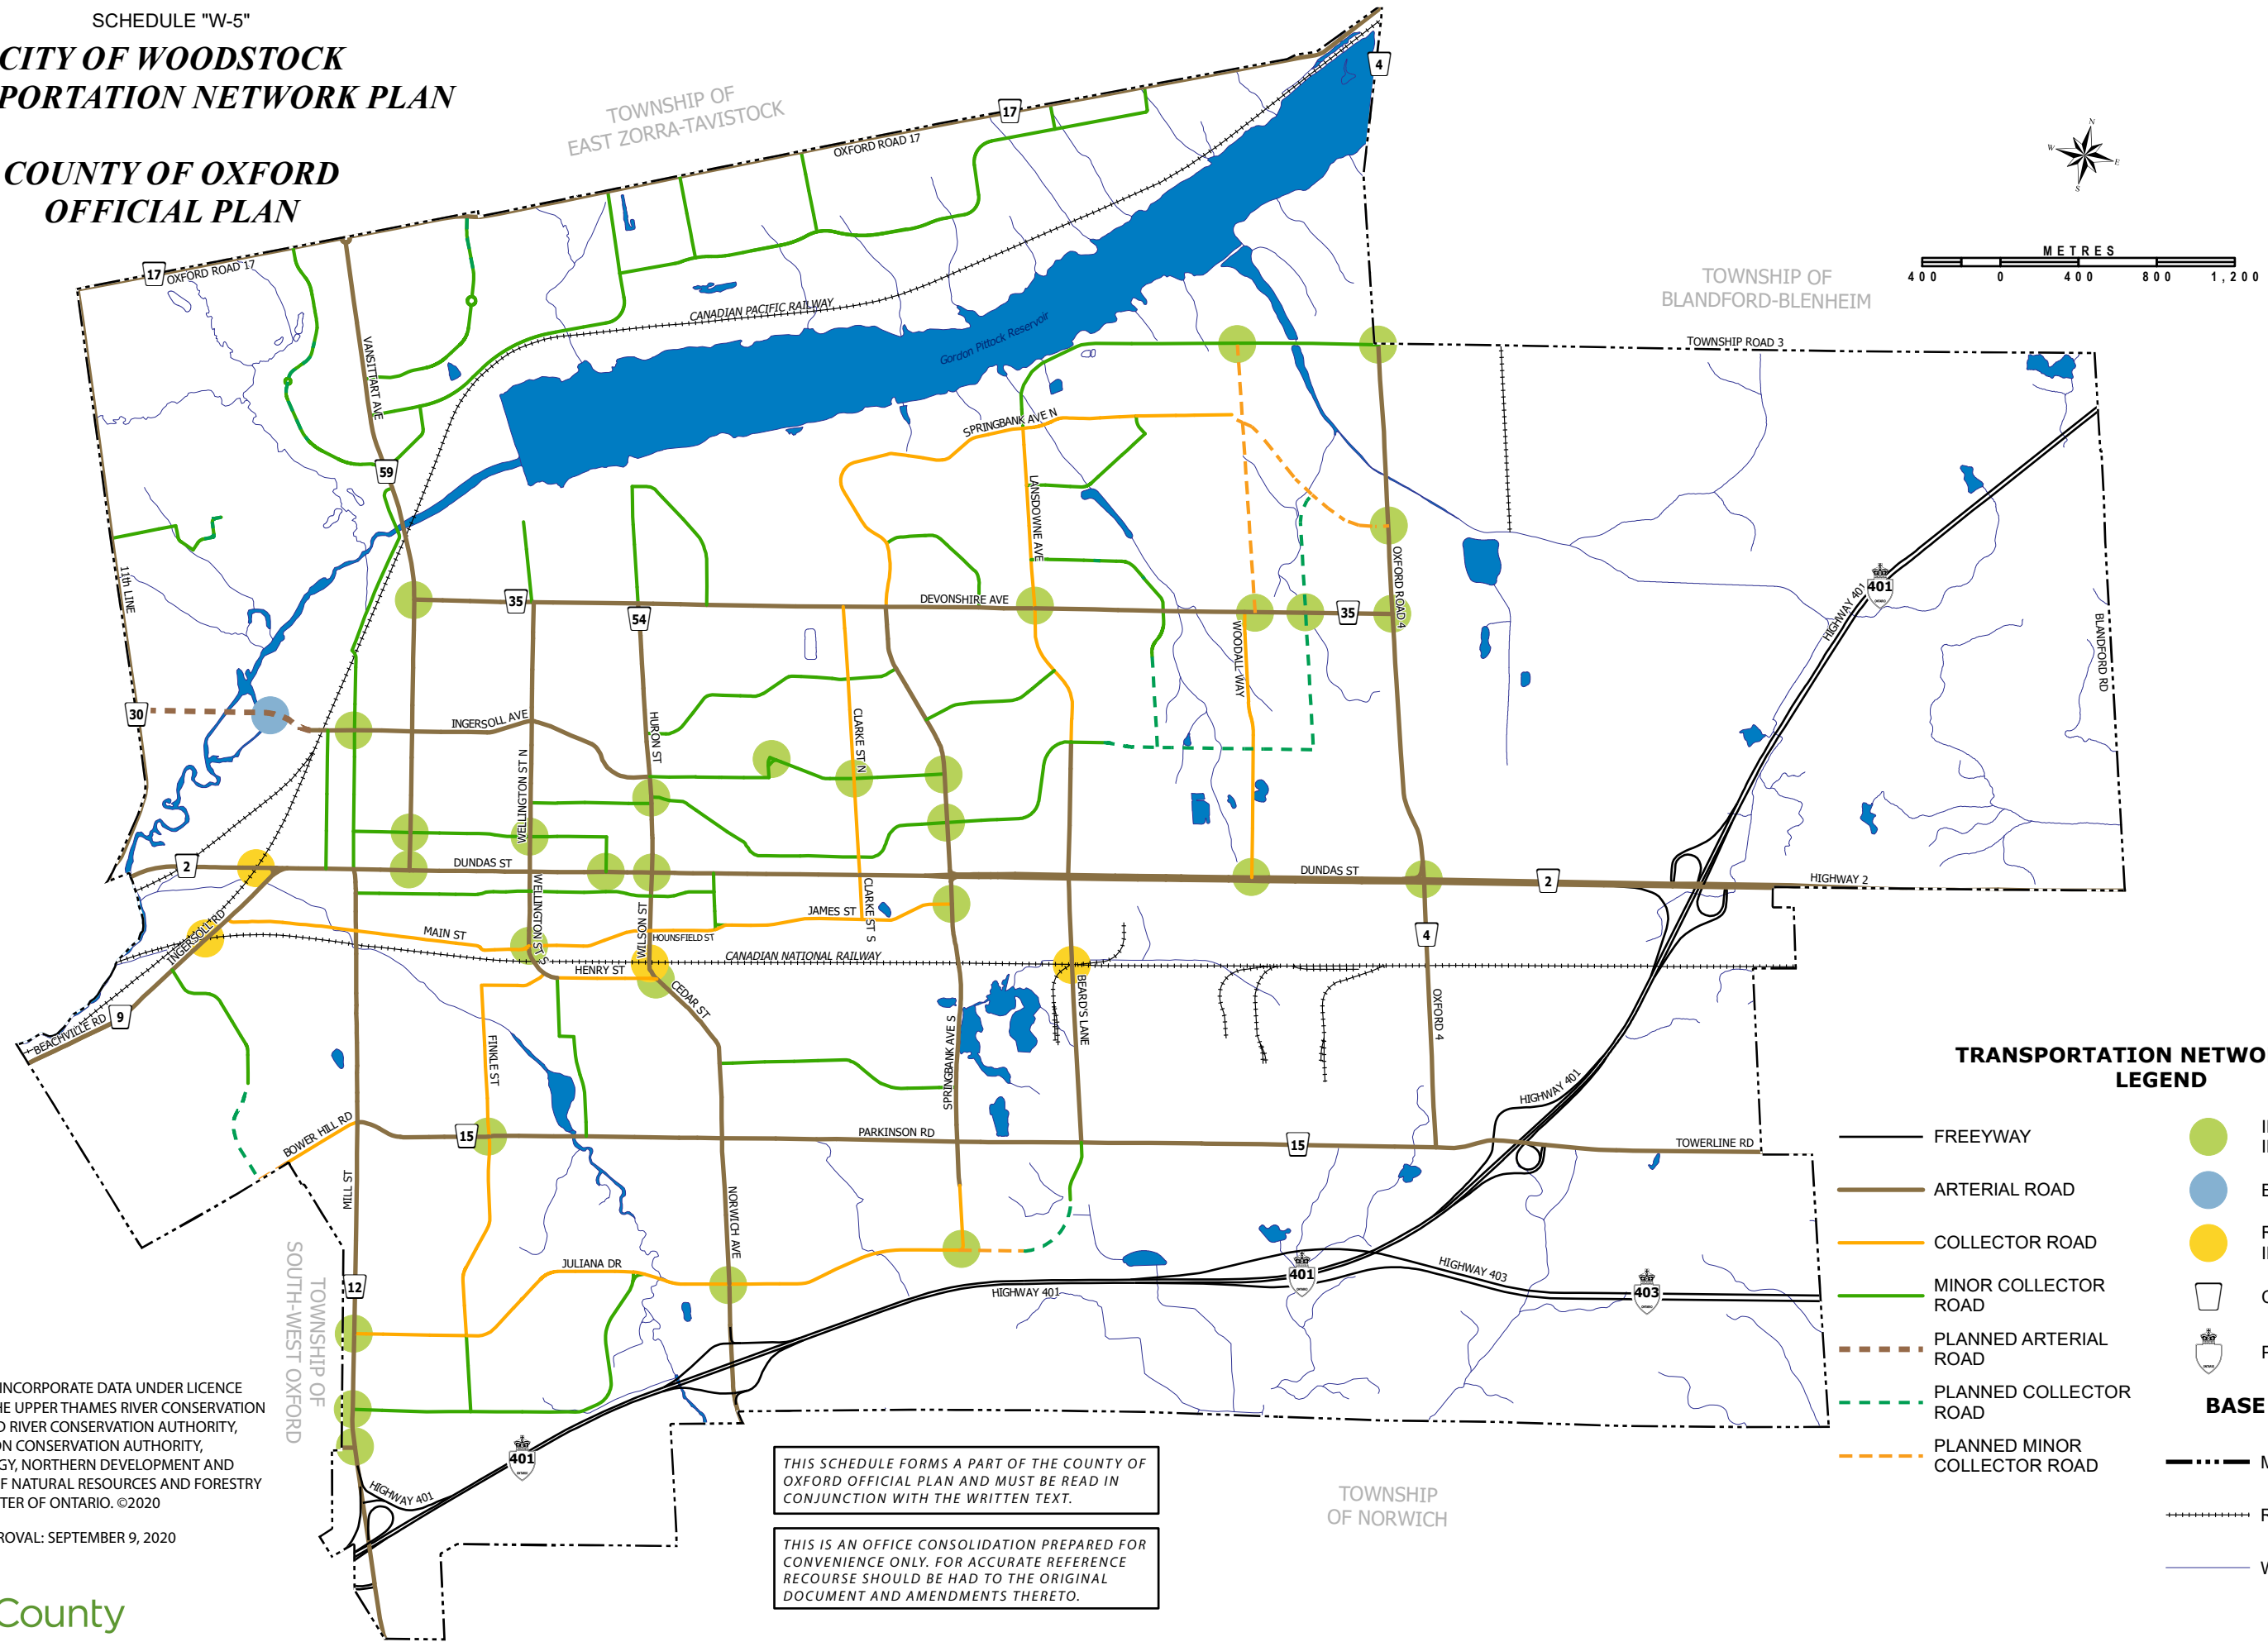 SCHEDULE "W-5"
CITY OF WOODSTOCK
PORTATION NETWORK PLAN
COUNTY OF OXFORD
OFFICIAL PLAN
TOWNSHIP OF
EAST ZORRA-TAVISTOCK
4
17
OXFORD ROAD 17
N
W
E
S
METRES
400 0 400 800 1,200
TOWNSHIP OF
BLANDFORD-BLENHEIM
17
OXFORD ROAD 17
CANADIAN PACIFIC RAILWAY
Gordon Pittock Reservoir
TOWNSHIP ROAD 3
VANSITTART AVE
SPRINGBANK AVE N
59
LANSDOWNE AVE
11th LINE
35
54
DEVONSHIRE AVE
35
OXFORD ROAD 4
401
ONTARIO
HIGHWAY 401
BLANDFORD RD
WOODALL WAY
30
INGERSOLL AVE
HURON ST
CLARKE ST N
WELLINGTON ST N
2
DUNDAS ST
DUNDAS ST
2
HIGHWAY 2
INGERSOLL RD
MAIN ST
WELLINGTON ST S
WILSON ST
HOUNSFIELD ST
JAMES ST
CLARKE ST S
4
CANADIAN NATIONAL RAILWAY
HENRY ST
CEDAR ST
BEARD'S LANE
OXFORD 4
9
BEACHVILLE RD
FINKLE ST
SPRINGBANK AVE S
HIGHWAY 401
BOWER HILL RD
15
PARKINSON RD
15
TOWERLINE RD
MILL ST
NORWICH AVE
JULIANA DR
12
TOWNSHIP OF
SOUTH-WEST OXFORD
HIGHWAY 401
401
ONTARIO
HIGHWAY 403
403
ONTARIO
401
ONTARIO
HIGHWAY 401
TOWNSHIP
OF NORWICH
TRANSPORTATION NETWO
LEGEND
FREEYWAY
ARTERIAL ROAD
COLLECTOR ROAD
MINOR COLLECTOR
ROAD
PLANNED ARTERIAL
ROAD
PLANNED COLLECTOR
ROAD
PLANNED MINOR
COLLECTOR ROAD
BASE
INCORPORATE DATA UNDER LICENCE
HE UPPER THAMES RIVER CONSERVATION
D RIVER CONSERVATION AUTHORITY,
ON CONSERVATION AUTHORITY,
GY, NORTHERN DEVELOPMENT AND
F NATURAL RESOURCES AND FORESTRY
TER OF ONTARIO. ©2020
ROVAL: SEPTEMBER 9, 2020
THIS SCHEDULE FORMS A PART OF THE COUNTY OF
OXFORD OFFICIAL PLAN AND MUST BE READ IN
CONJUNCTION WITH THE WRITTEN TEXT.
THIS IS AN OFFICE CONSOLIDATION PREPARED FOR
CONVENIENCE ONLY. FOR ACCURATE REFERENCE
RECOURSE SHOULD BE HAD TO THE ORIGINAL
DOCUMENT AND AMENDMENTS THERETO.
County